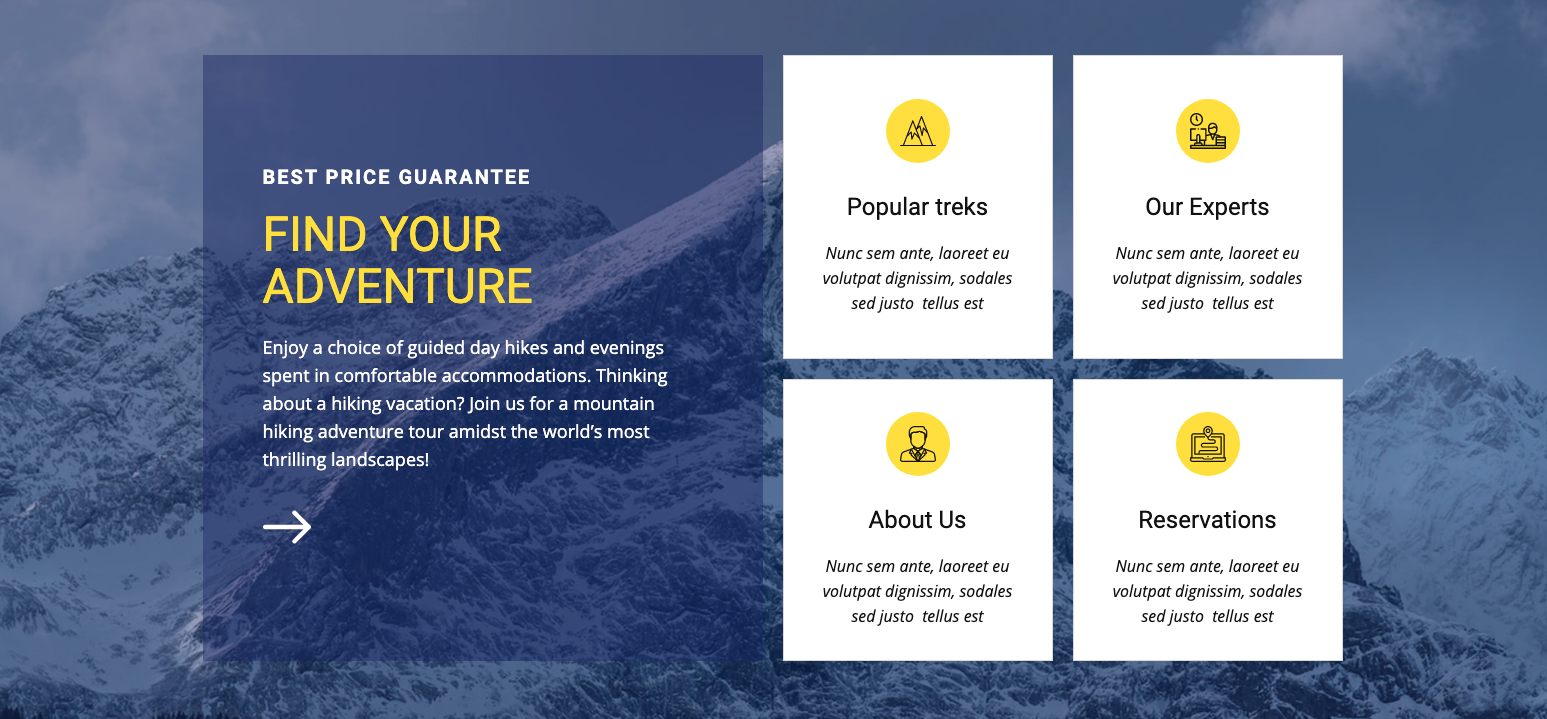 BEST PRICE GUARANTEE
FIND YOUR
ADVENTURE
Enjoy a choice of guided day hikes and evenings
spent in comfortable accommodations. Thinking
about a hiking vacation? Join us for a mountain
hiking adventure tour amidst the world’s most
thrilling landscapes!
Popular treks
Nunc sem ante, laoreet eu
volutpat dignissim, sodales
sed justo  tellus est
Our Experts
Nunc sem ante, laoreet eu
volutpat dignissim, sodales
sed justo  tellus est
About Us
Nunc sem ante, laoreet eu
volutpat dignissim, sodales
sed justo  tellus est
Reservations
Nunc sem ante, laoreet eu
volutpat dignissim, sodales
sed justo  tellus est